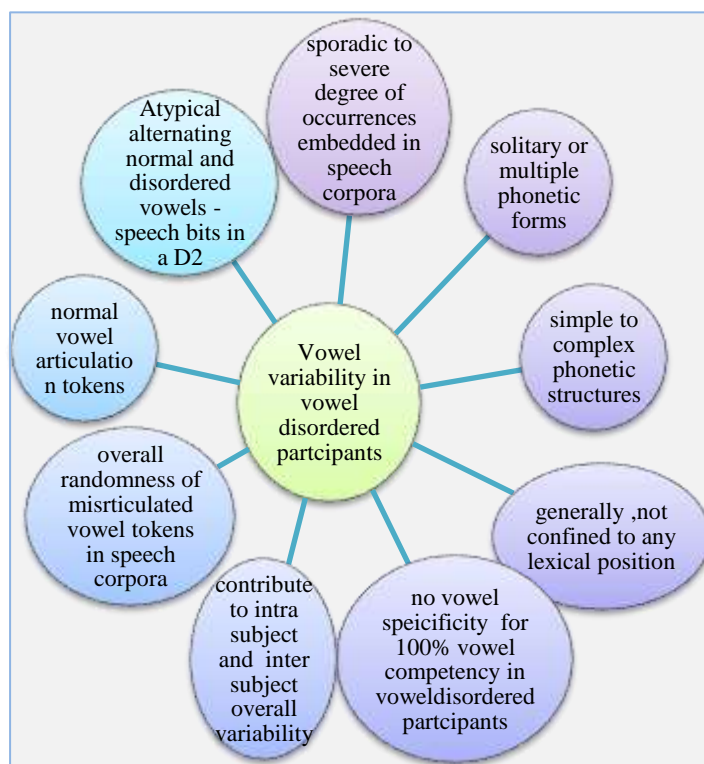 Vowel
variability in
vowel
disordered
partcipants
sporadic to
severe
degree of
occurrences
embedded in
speech
corpora
solitary or
multiple
phonetic
forms
simple to
complex
phonetic
structures
generally ,not
confined to any
lexical position
no vowel
speicificity for
100% vowel
competency in
voweldisordered
partcipants
contribute
to intra
subject
and inter
subject
overall
variability
overall
randomness of
misrticulated
vowel tokens
in speech
corpora
normal
vowel
articulatio
n tokens
Atypical
alternating
normal and
disordered
vowels -
speech bits in
a D2